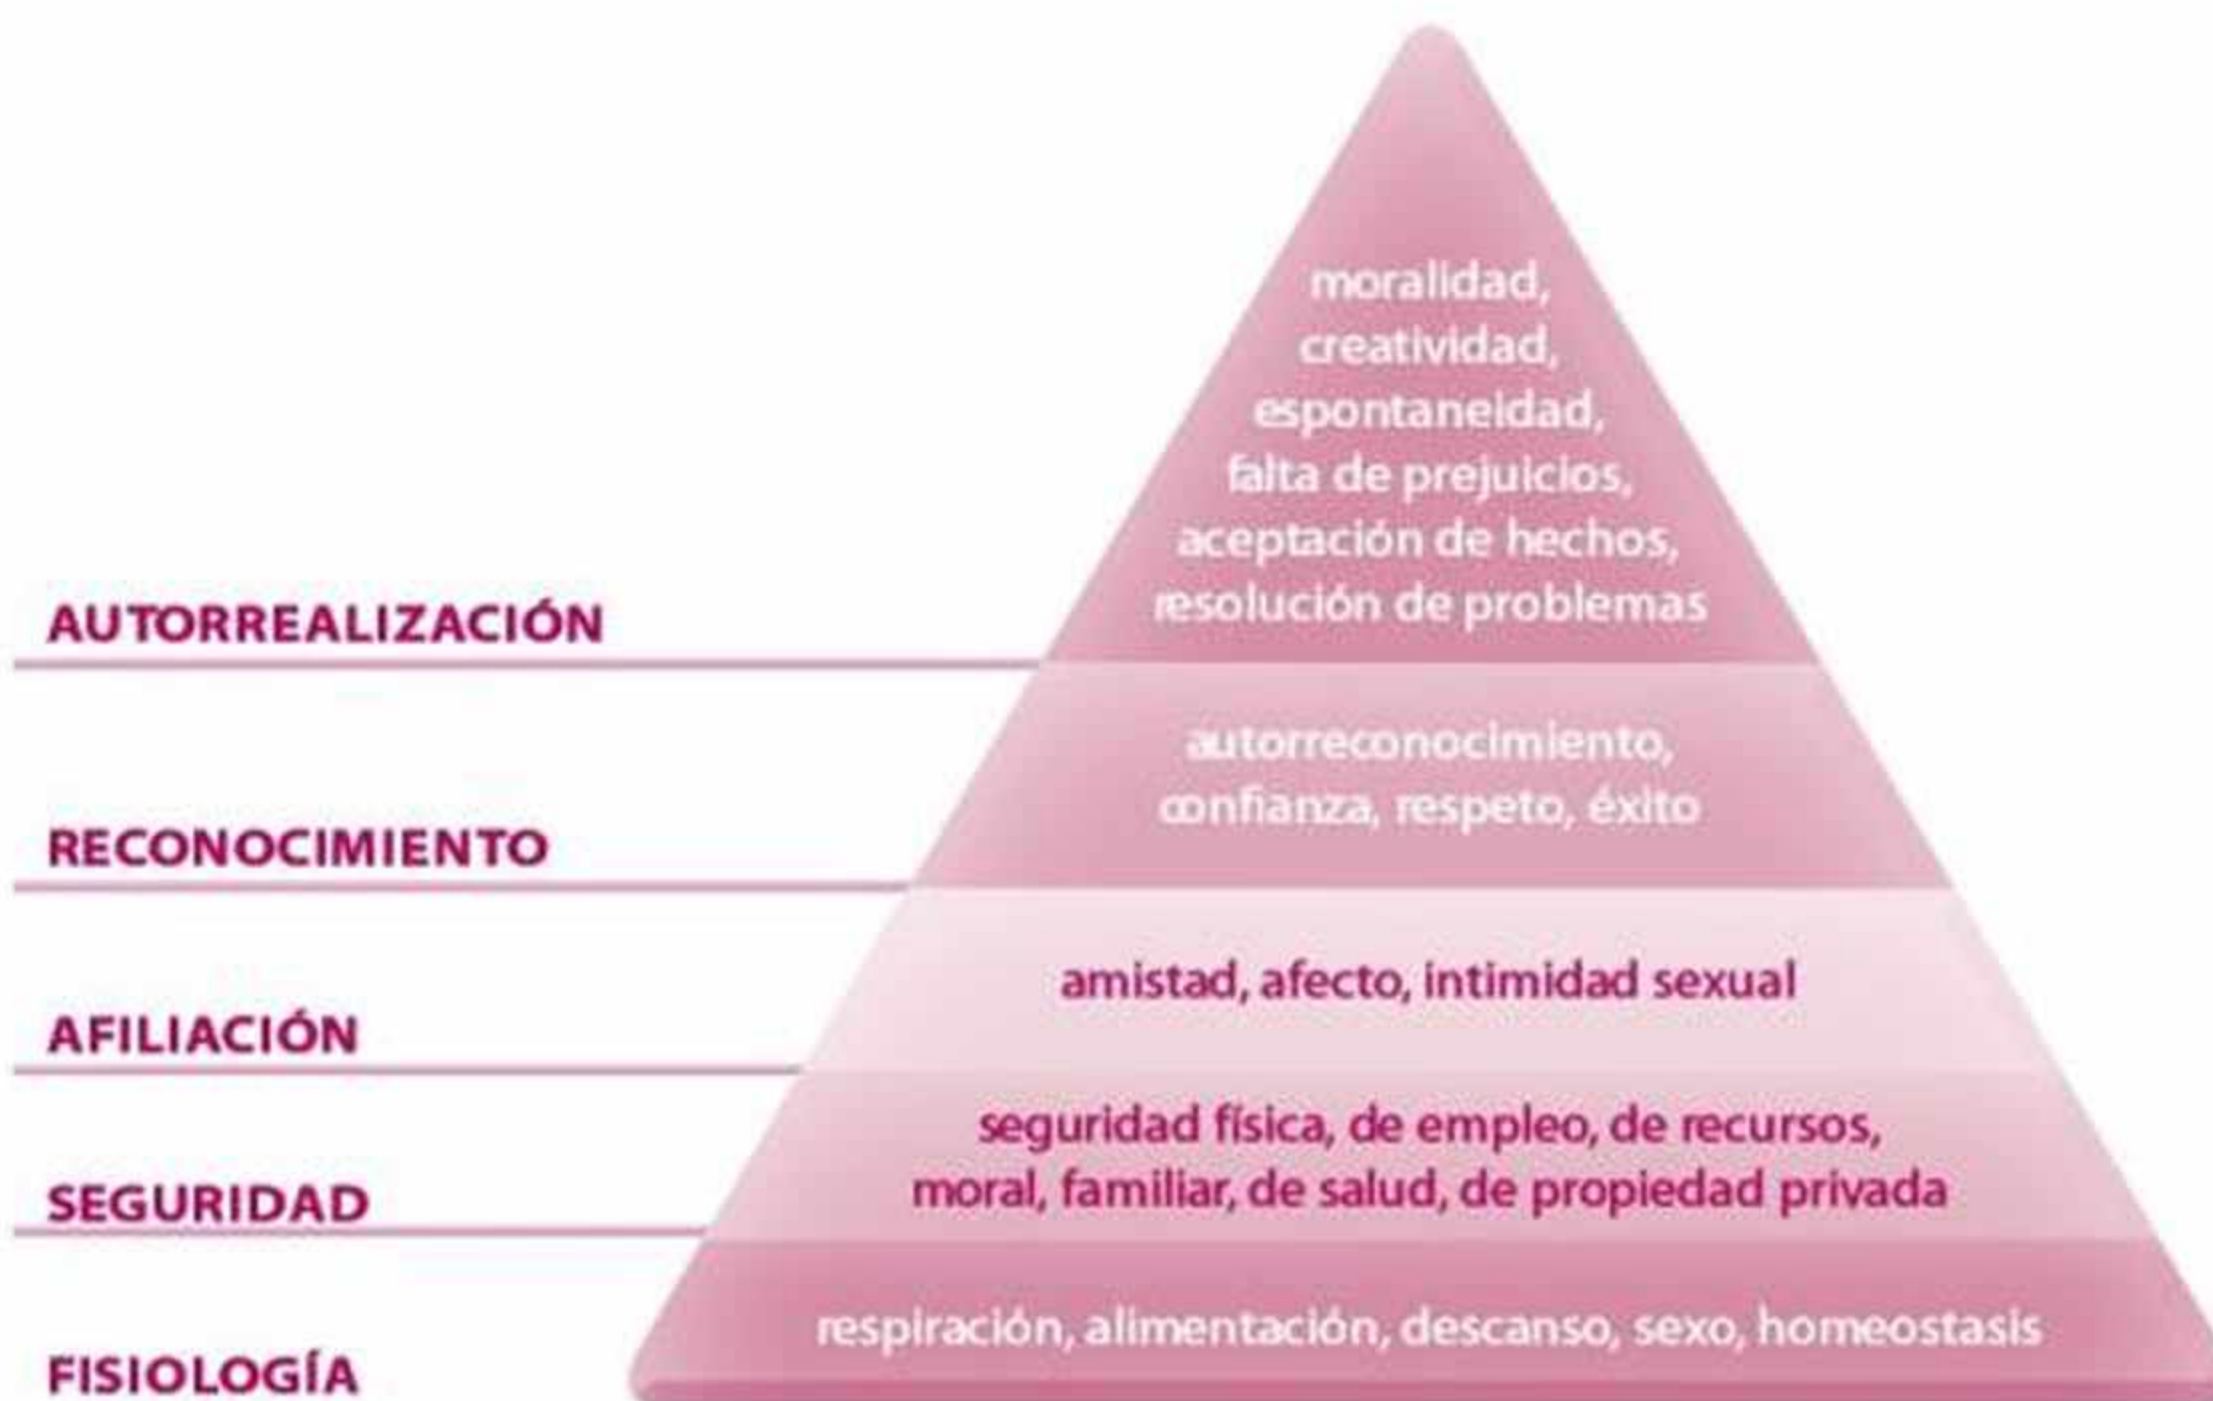 moralidad,
creatividad,
espontaneidad,
falta de prejuicios,
aceptación de hechos,
resolución de problemas
AUTORREALIZACIÓN
autorreconocimiento,
confianza, respeto, éxito
RECONOCIMIENTO
amistad, afecto, intimidad sexual
AFILIACIÓN
seguridad física, de empleo, de recursos,
moral, familiar, de salud, de propiedad privada
SEGURIDAD
respiración, alimentación, descanso, sexo, homeostasis
FISIOLOGÍA